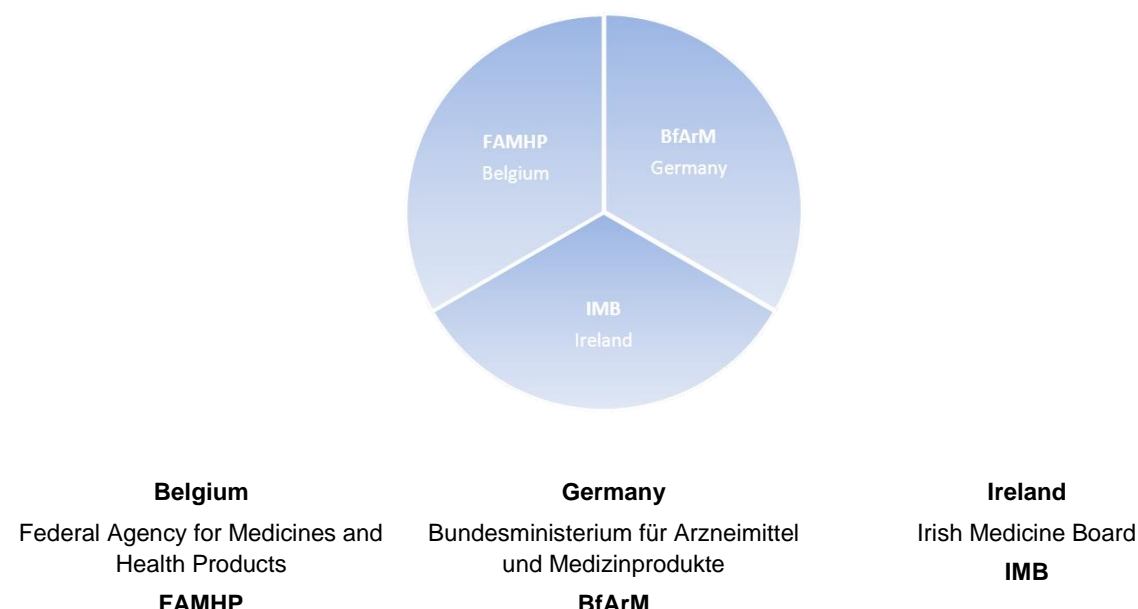 FAMHP
Belgium
BfArM
Germany
IMB
Ireland
Belgium
Federal Agency for Medicines and
Health Products
FAMHP
Germany
Bundesministerium für Arzneimittel
und Medizinprodukte
BfArM
Ireland
Irish Medicine Board
IMB